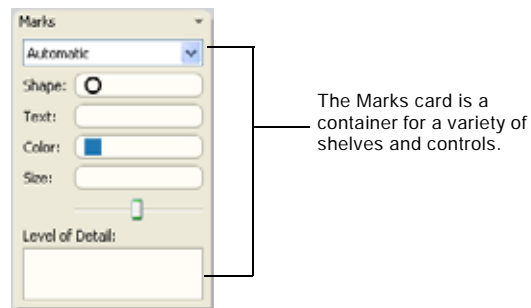 Marks
Automatic
Shape:
Text:
Color:
Size:
Level of Detail:
The Marks card is a
container for a variety of
shelves and controls.